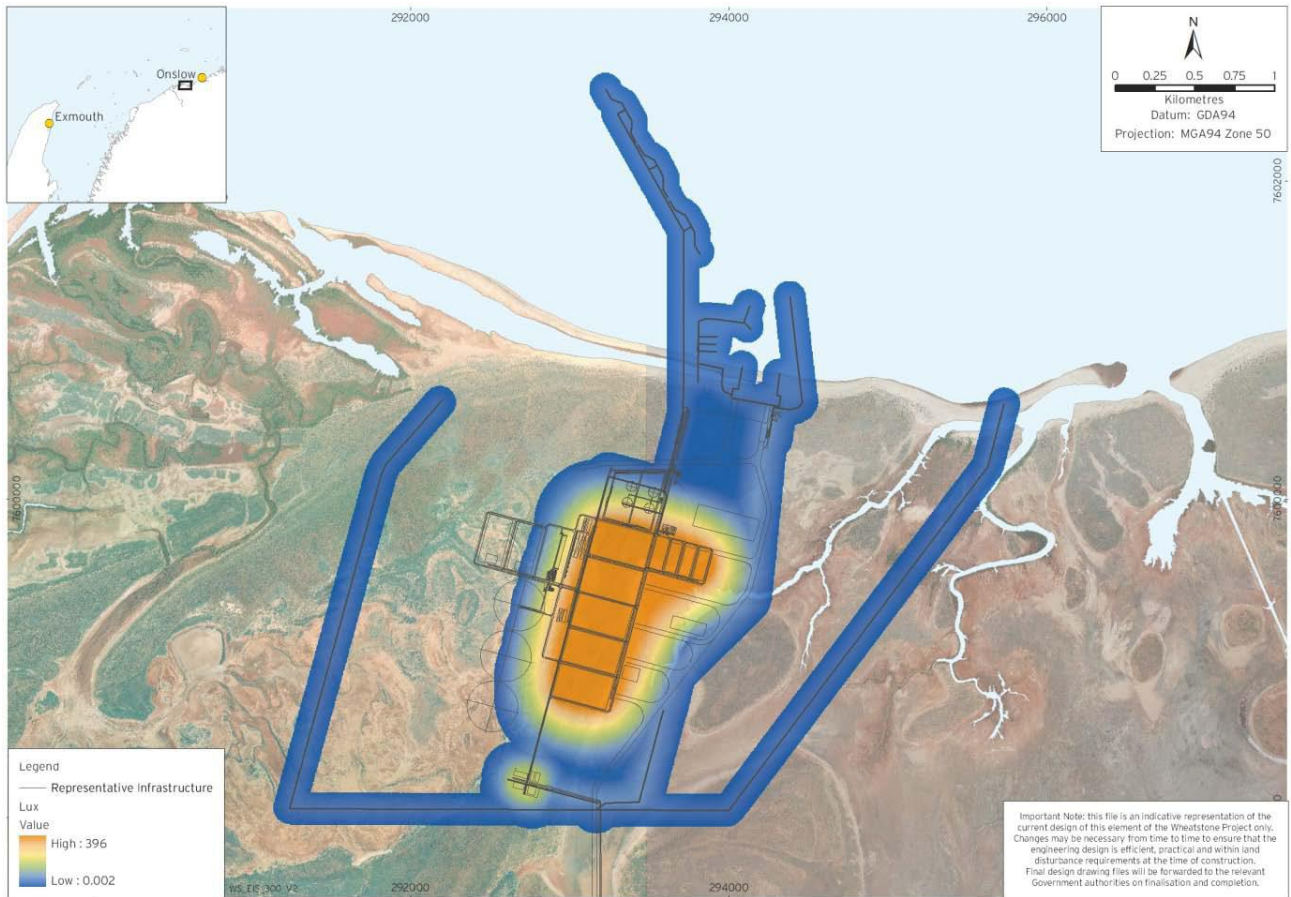 292000
294000
296000
Onslow
Exmouth
N
0 0.25 0.5 0.75 1
Kilometres
Datum: GDA94
Projection: MGA94 Zone 50
7602000
7600000
7600000
Legend
Representative Infrastructure
Lux
Value
High : 396
Low : 0.002
WS_EIS_300_V2
292000
294000
Important Note: this file is an indicative representation of the
current design of this element of the Wheatstone Project only.
Changes may be necessary from time to time to ensure that the
engineering design is efficient, practical and within land
disturbance requirements at the time of construction.
Final design drawing files will be forwarded to the relevant
Government authorities on finalisation and completion.